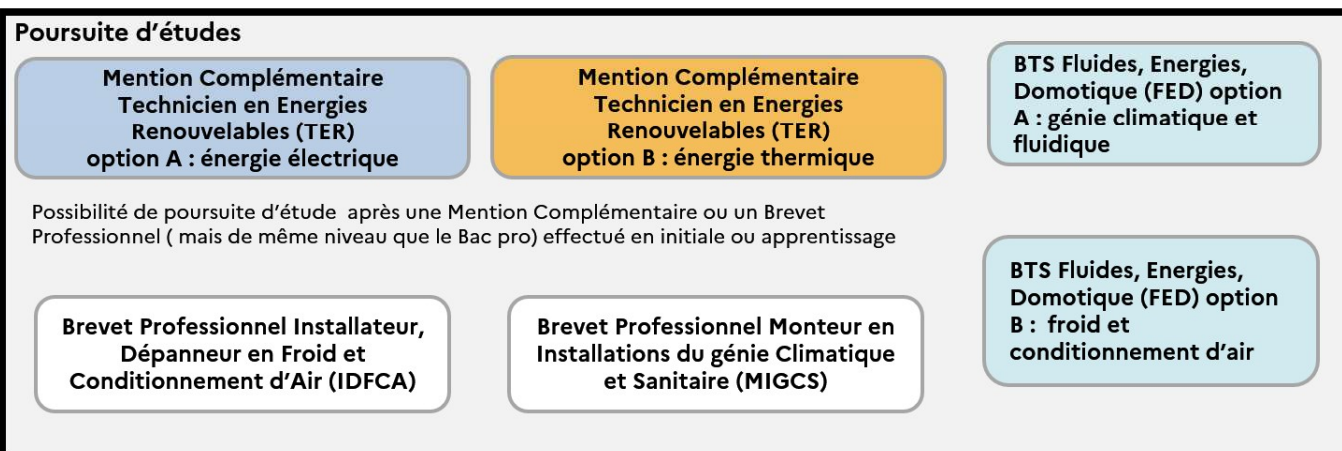 Poursuite d'études
Mention Complémentaire
Technicien en Energies
Renouvelables (TER)
option A : énergie électrique
Mention Complémentaire
Technicien en Energies
Renouvelables (TER)
option B : énergie thermique
BTS Fluides, Energies,
Domotique (FED) option
A : génie climatique et
fluidique
Possibilité de poursuite d'étude après une Mention Complémentaire ou un Brevet
Professionnel ( mais de même niveau que le Bac pro) effectué en initiale ou apprentissage
BTS Fluides, Energies,
Domotique (FED) option
B : froid et
conditionnement d'air
Brevet Professionnel Installateur,
Dépanneur en Froid et
Conditionnement d'Air (IDFCA)
Brevet Professionnel Monteur en
Installations du génie Climatique
et Sanitaire (MIGCS)